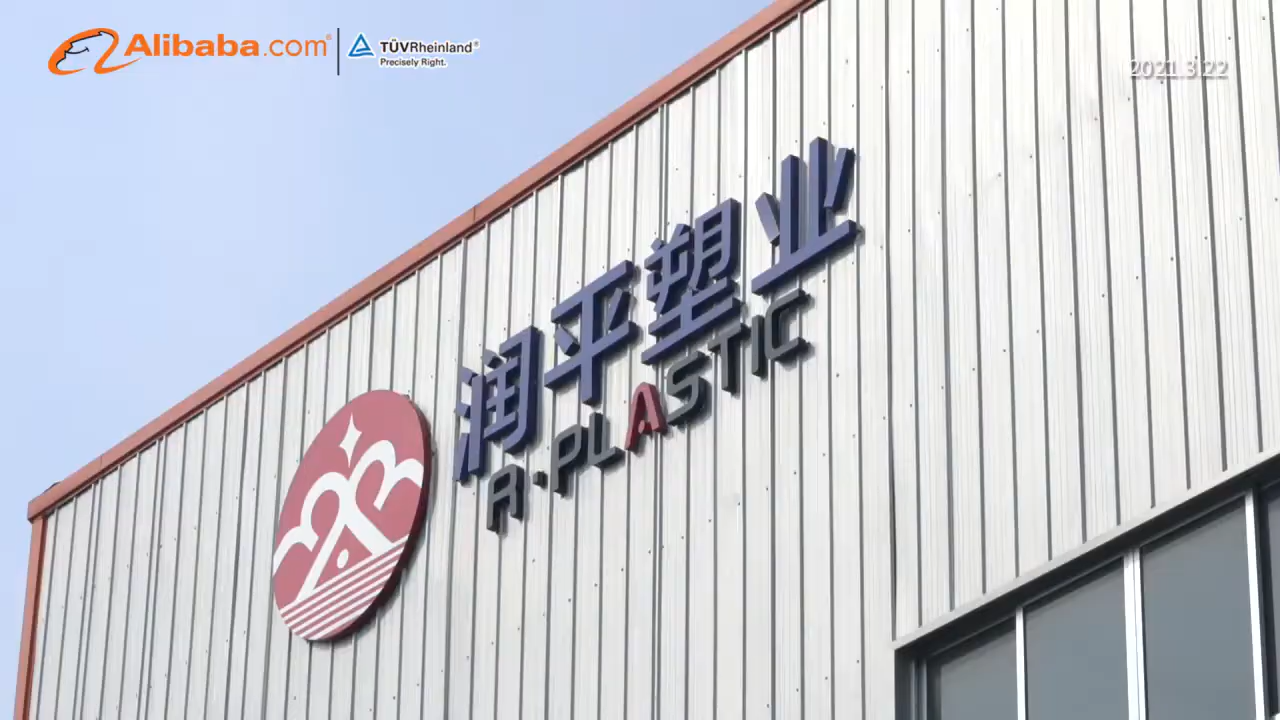 Alibaba.com
TÜVRheinland®
Precisely Right.
2021.3.22
润平塑业
R·PLASTIC